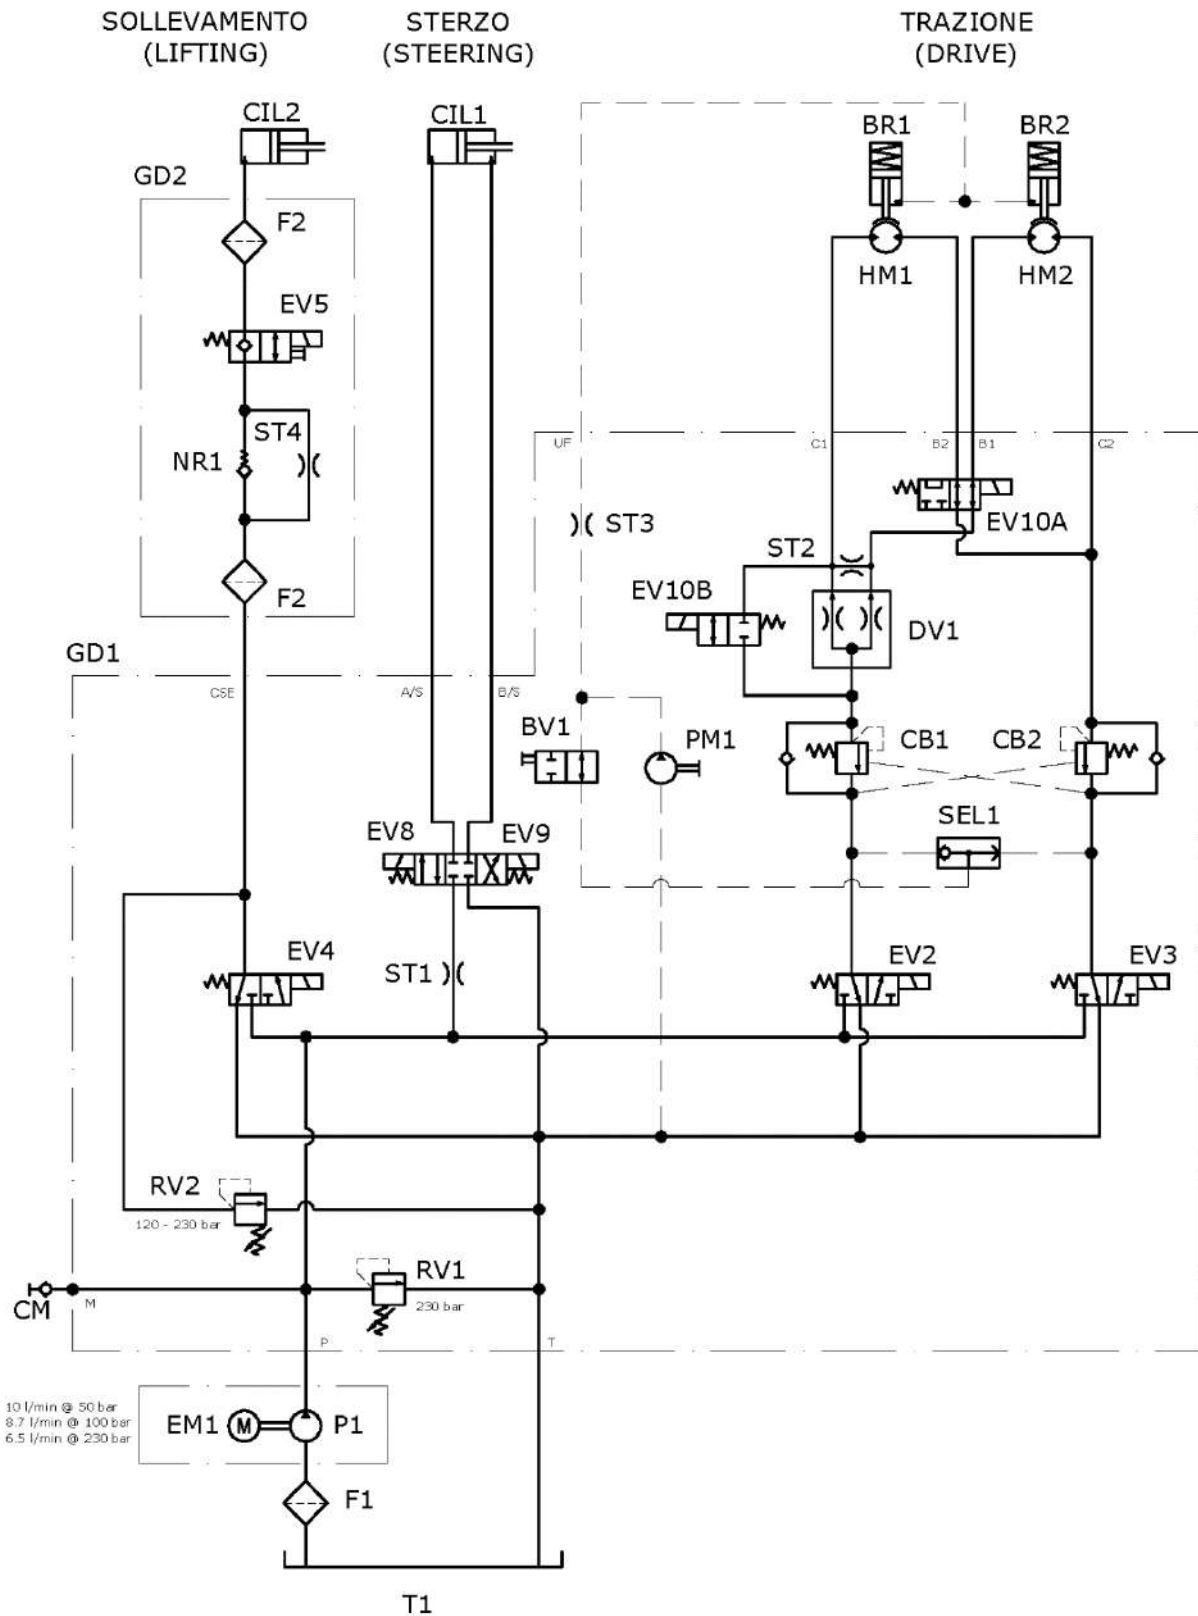 SOLLEVAMENTO
(LIFTING)
STERZO
(STEERING)
TRAZIONE
(DRIVE)
CIL2
CIL1
BR1
BR2
GD2
F2
HM1
HM2
EV5
ST4
NR1
UF
C1
B2
B1
C2
ST3
EV10A
ST2
F2
EV10B
DV1
GD1
CSE
A/S
B/S
BV1
PM1
CB1
CB2
SEL1
EV8
EV9
EV4
ST1
EV2
EV3
RV2
120 - 230 bar
RV1
230 bar
CM
M
P
T
10 l/min @ 50 bar
8.7 l/min @ 100 bar
6.5 l/min @ 230 bar
EM1
M
P1
F1
T1